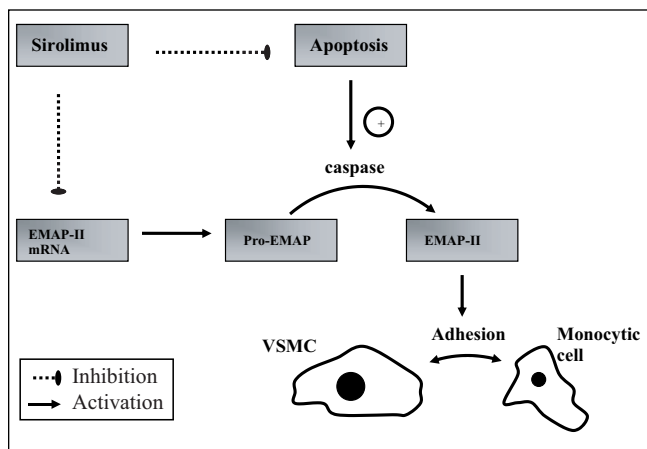 Sirolimus
Apoptosis
+
caspase
EMAP-II
mRNA
Pro-EMAP
EMAP-II
Adhesion
VSMC
Monocytic
cell
Inhibition
Activation